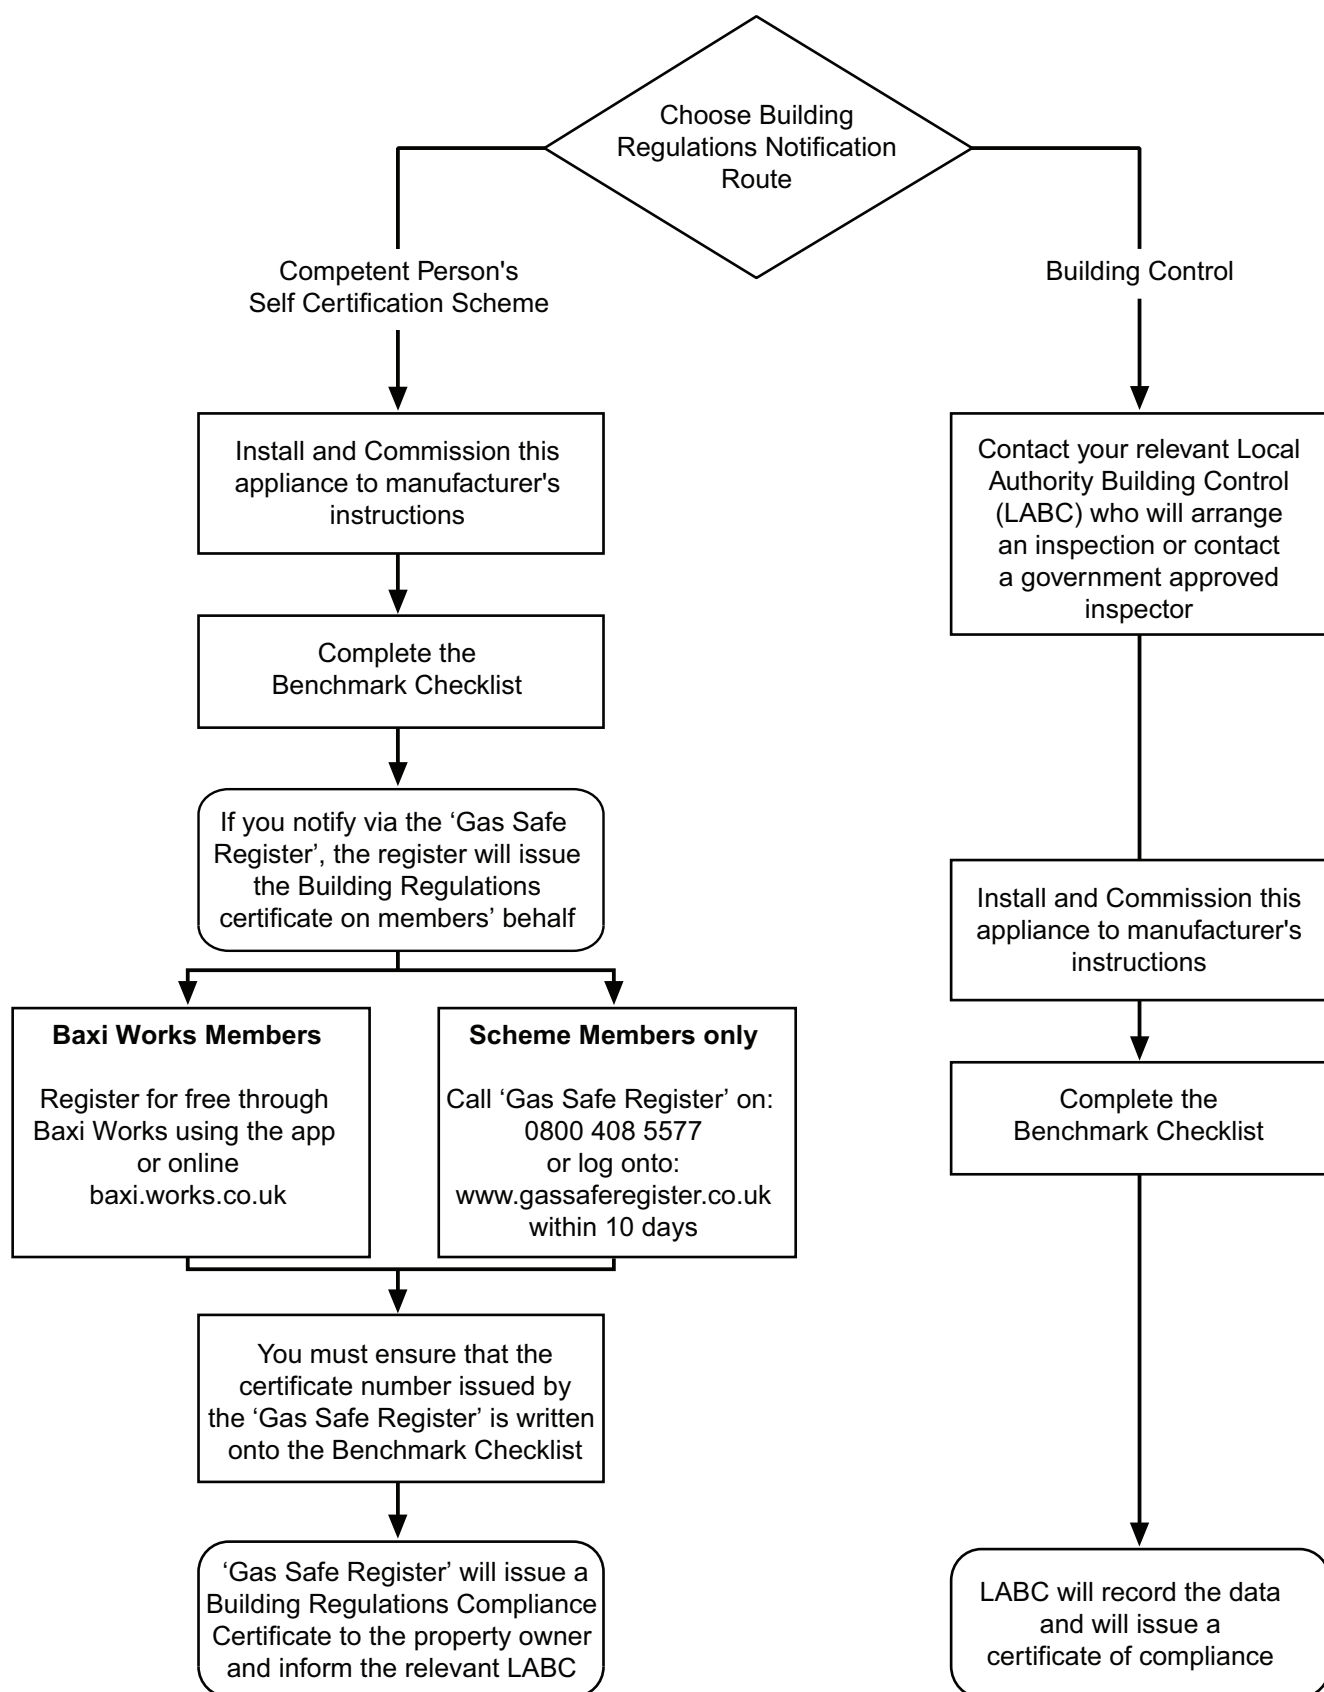 Choose Building
Regulations Notification
Route
Competent Person's
Self Certification Scheme
Building Control
Install and Commission this
appliance to manufacturer's
instructions
Contact your relevant Local
Authority Building Control
(LABC) who will arrange
an inspection or contact
a government approved
inspector
Complete the
Benchmark Checklist
If you notify via the ‘Gas Safe
Register’, the register will issue
the Building Regulations
certificate on members’ behalf
Install and Commission this
appliance to manufacturer's
instructions
Baxi Works Members
Register for free through
Baxi Works using the app
or online
baxi.works.co.uk
Scheme Members only
Call ‘Gas Safe Register’ on:
0800 408 5577
or log onto:
www.gassaferegister.co.uk
within 10 days
Complete the
Benchmark Checklist
You must ensure that the
certificate number issued by
the ‘Gas Safe Register’ is written
onto the Benchmark Checklist
‘Gas Safe Register’ will issue a
Building Regulations Compliance
Certificate to the property owner
and inform the relevant LABC
LABC will record the data
and will issue a
certificate of compliance